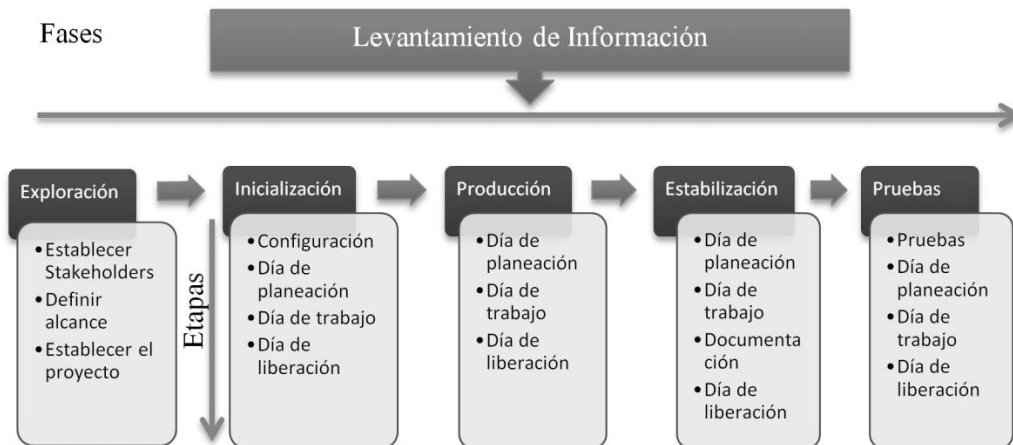 Fases
Levantamiento de Información
Exploración
• Establecer
Stakeholders
• Definir
alcance
• Establecer el
proyecto
Etapas
Inicialización
• Configuración
• Día de
planeación
• Día de trabajo
• Día de
liberación
Producción
• Día de
planeación
• Día de
trabajo
• Día de
liberación
Estabilización
• Día de
planeación
• Día de
trabajo
• Documenta
ción
• Día de
liberación
Pruebas
• Pruebas
• Día de
planeación
• Día de
trabajo
• Día de
liberación